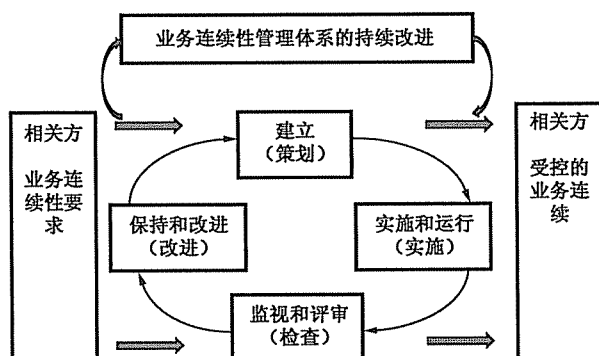 业务连续性管理体系的持续改进
相关方
业务连
续性要
求
建立
（策划）
相关方
受控的
业务连
续
保持和改进
（改进）
实施和运行
（实施）
监视和评审
（检查）